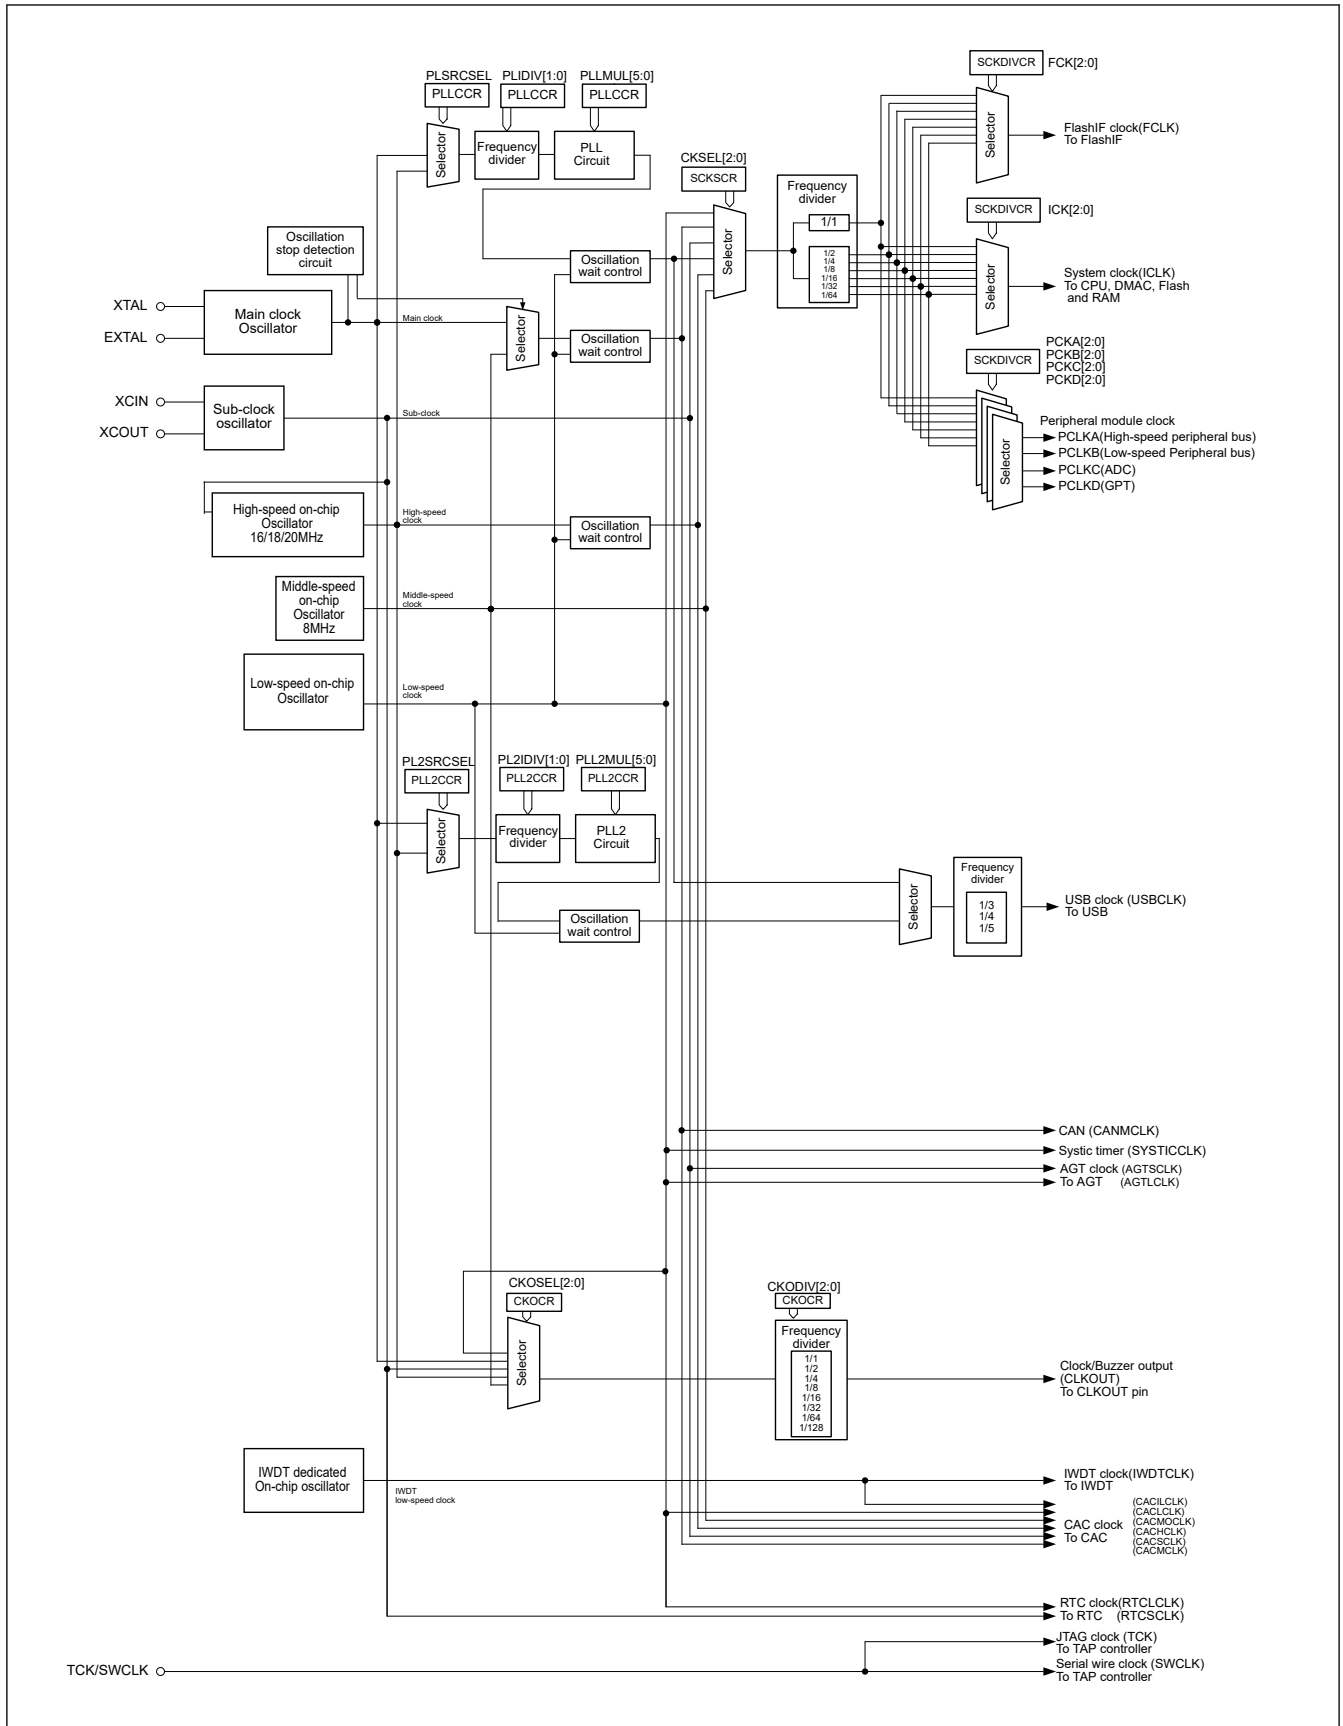 SCKDIVCR
FCK[2:0]
PLSRCSEL
PLIDIV[1:0]
PLLMUL[5:0]
PLLCCR
PLLCCR
PLLCCR
Selector
Frequency
divider
PLL
Circuit
Selector
FlashIF clock(FCLK)
To FlashIF
CKSEL[2:0]
SCKSCR
Frequency
divider
1/1
1/2
1/4
1/8
1/16
1/32
1/64
Selector
SCKDIVCR
ICK[2:0]
Selector
System clock(ICLK)
To CPU, DMAC, Flash
and RAM
Oscillation
stop detection
circuit
Oscillation
wait control
XTAL
EXTAL
Main clock
Oscillator
Main clock
Selector
Oscillation
wait control
SCKDIVCR
PCKA[2:0]
PCKB[2:0]
PCKC[2:0]
PCKD[2:0]
XCIN
XCOUT
Sub-clock
oscillator
Sub-clock
Selector
Peripheral module clock
PCLKA(High-speed peripheral bus)
PCLKB(Low-speed Peripheral bus)
PCLKC(ADC)
PCLKD(GPT)
High-speed on-chip
Oscillator
16/18/20MHz
High-speed
clock
Oscillation
wait control
Middle-speed
on-chip
Oscillator
8MHz
Middle-speed
clock
Low-speed on-chip
Oscillator
Low-speed
clock
PL2SRCSEL
PL2IDIV[1:0]
PLL2MUL[5:0]
PLL2CCR
PLL2CCR
PLL2CCR
Selector
Frequency
divider
PLL2
Circuit
Oscillation
wait control
Selector
Frequency
divider
1/3
1/4
1/5
USB clock (USBCLK)
To USB
CAN (CANMCLK)
Systic timer (SYSTICCLK)
AGT clock (AGTSCLK)
To AGT (AGTLCLK)
CKOSEL[2:0]
CKOCR
Selector
CKODIV[2:0]
CKOCR
Frequency
divider
1/1
1/2
1/4
1/8
1/16
1/32
1/64
1/128
Clock/Buzzer output
(CLKOUT)
To CLKOUT pin
IWDT dedicated
On-chip oscillator
IWDT
low-speed clock
IWDT clock(IWDTCLK)
To IWDT
CAC clock
To CAC
(CACILCLK)
(CACLCLK)
(CACMOCLK)
(CACHCLK)
(CACSCLK)
(CACMCLK)
RTC clock(RTCLCLK)
To RTC (RTCSCLK)
JTAG clock (TCK)
To TAP controller
TCK/SWCLK
Serial wire clock (SWCLK)
To TAP controller